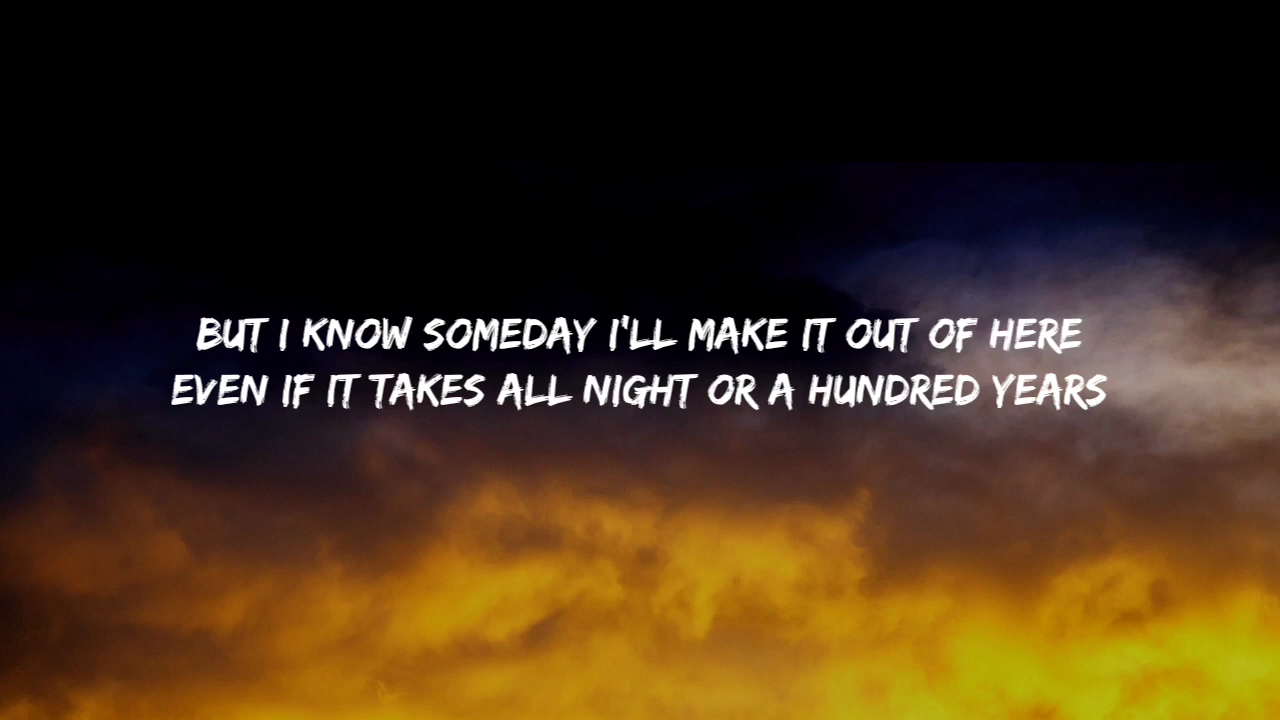 BUT I KNOW SOMEDAY I'LL MAKE IT OUT OF HERE
EVEN IF IT TAKES ALL NIGHT OR A HUNDRED YEARS